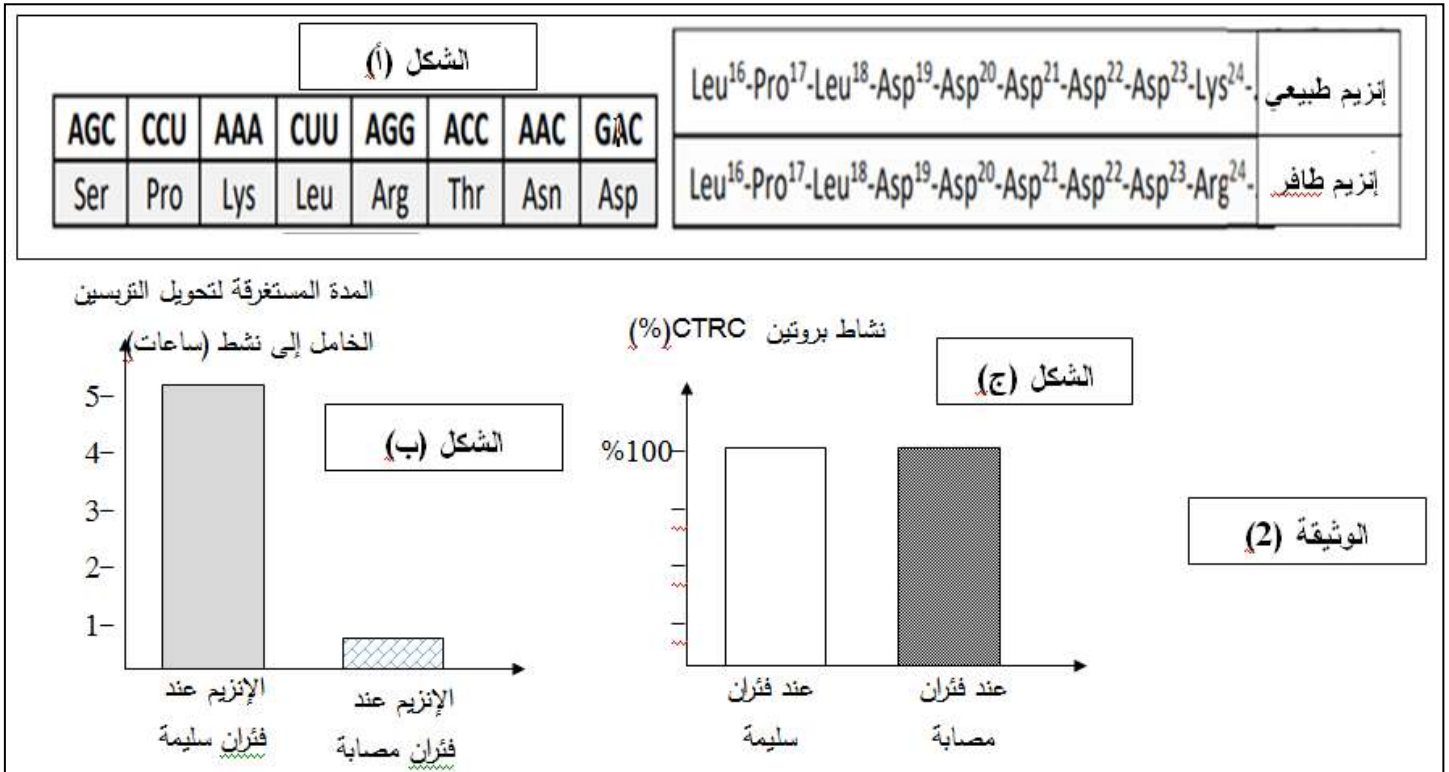 الشكل (أ)
AGC CCU AAA CUU AGG ACC AAC GAC
Ser Pro Lys Leu Arg Thr Asn Asp
Leu¹⁶-Pro¹⁷-Leu¹⁸-Asp¹⁹-Asp²⁰-Asp²¹-Asp²²-Asp²³-Lys²⁴-. إنزيم طبيعي
Leu¹⁶-Pro¹⁷-Leu¹⁸-Asp¹⁹-Asp²⁰-Asp²¹-Asp²²-Asp²³-Arg²⁴-. إنزيم طافر
المدة المستغرقة لتحويل التربسين
الخامل إلى نشط (ساعات)
الشكل (ب)
5-
4-
3-
2-
1-
الإنزيم عند
فئران سليمة
الإنزيم عند
فئران مصابة
نشاط بروتين CTRC(%)
الشكل (ج)
%100
عند فئران
سليمة
عند فئران
مصابة
الوثيقة (2)